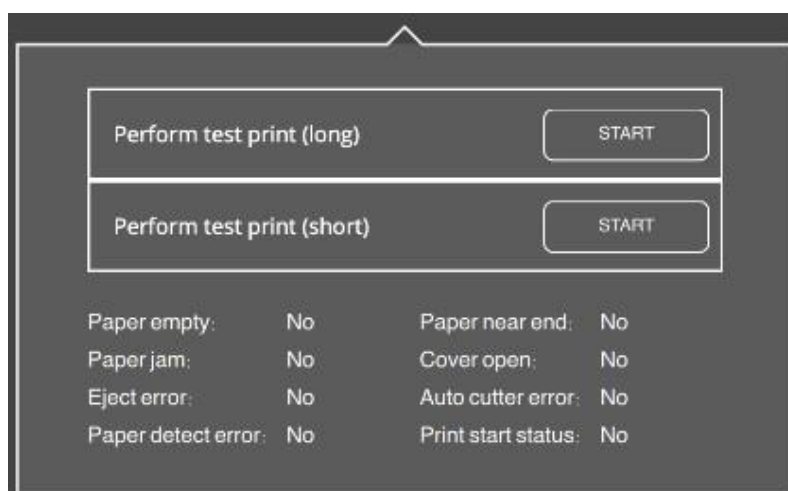 Perform test print (long) START
Perform test print (short) START
Paper empty: No Paper near end: No
Paper jam: No Cover open: No
Eject error: No Auto cutter error: No
Paper detect error: No Print start status: No